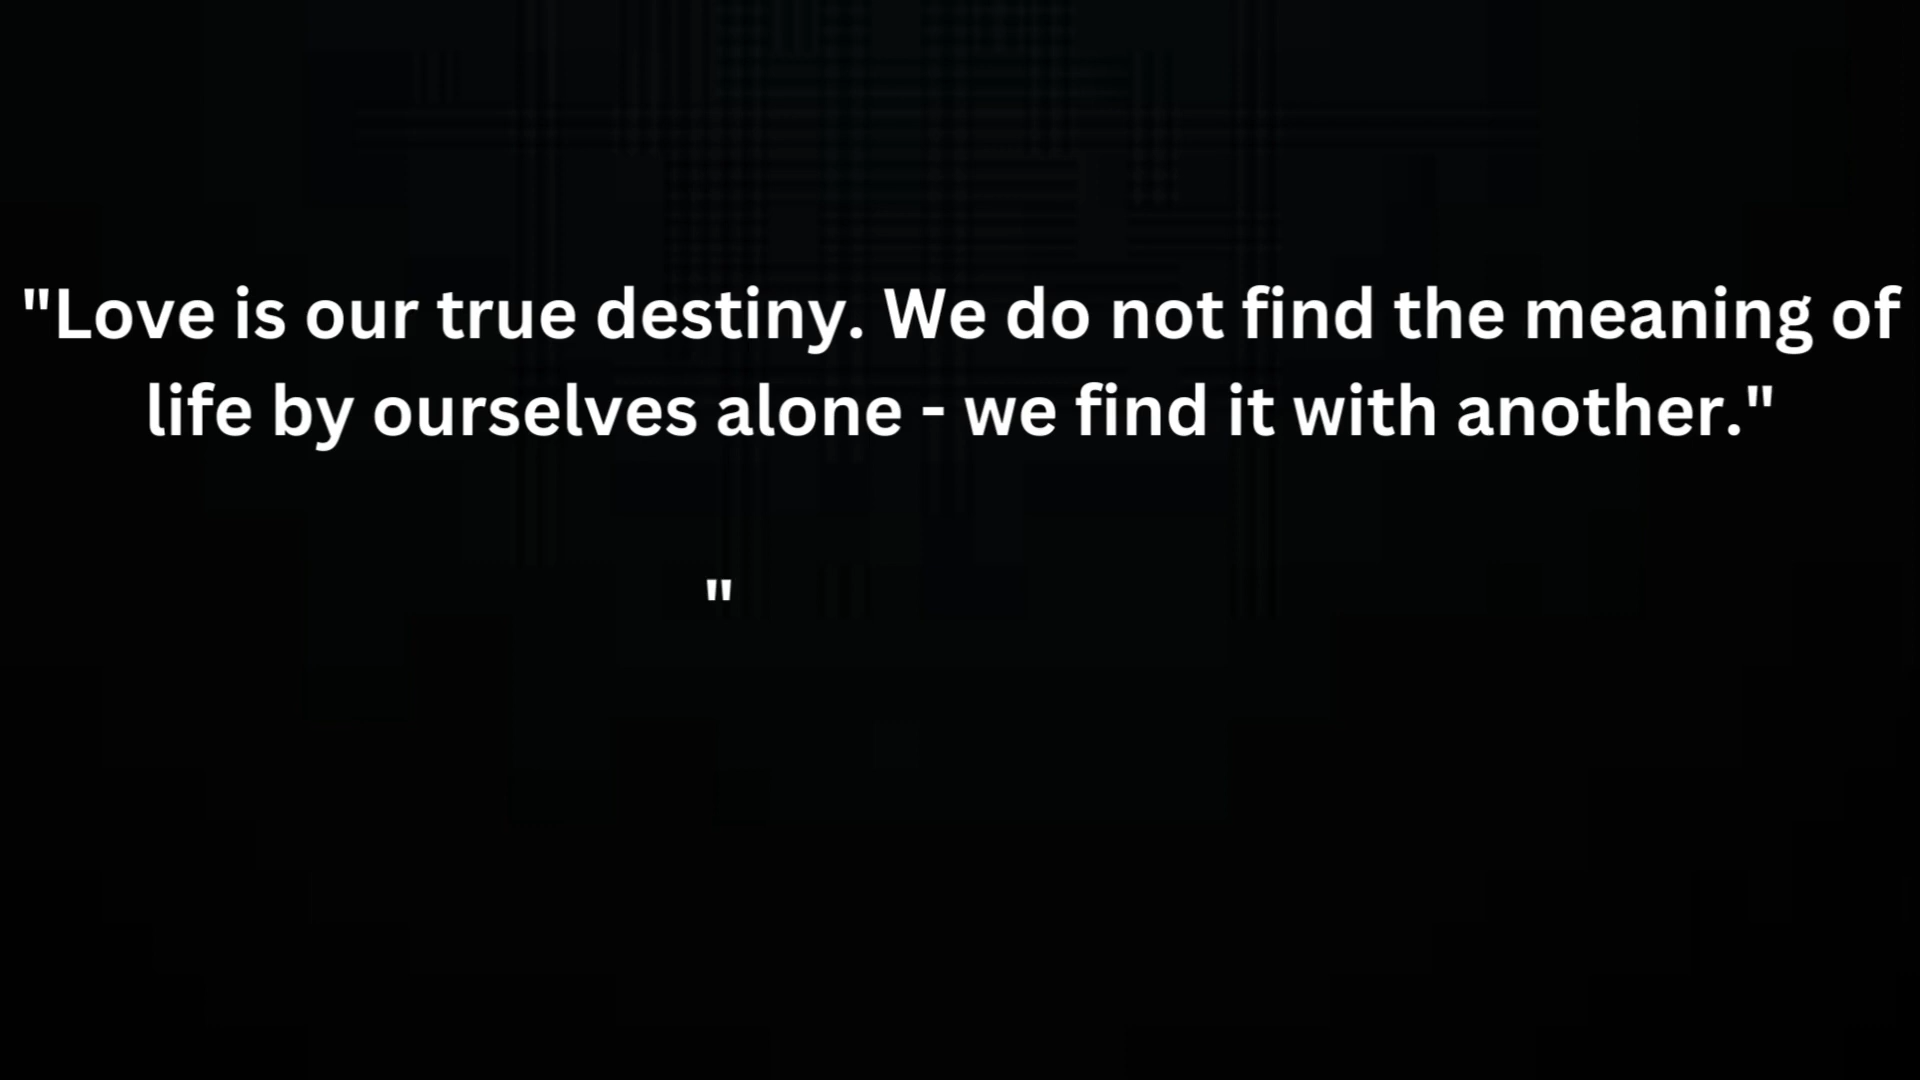 "Love is our true destiny. We do not find the meaning of
life by ourselves alone - we find it with another."
"